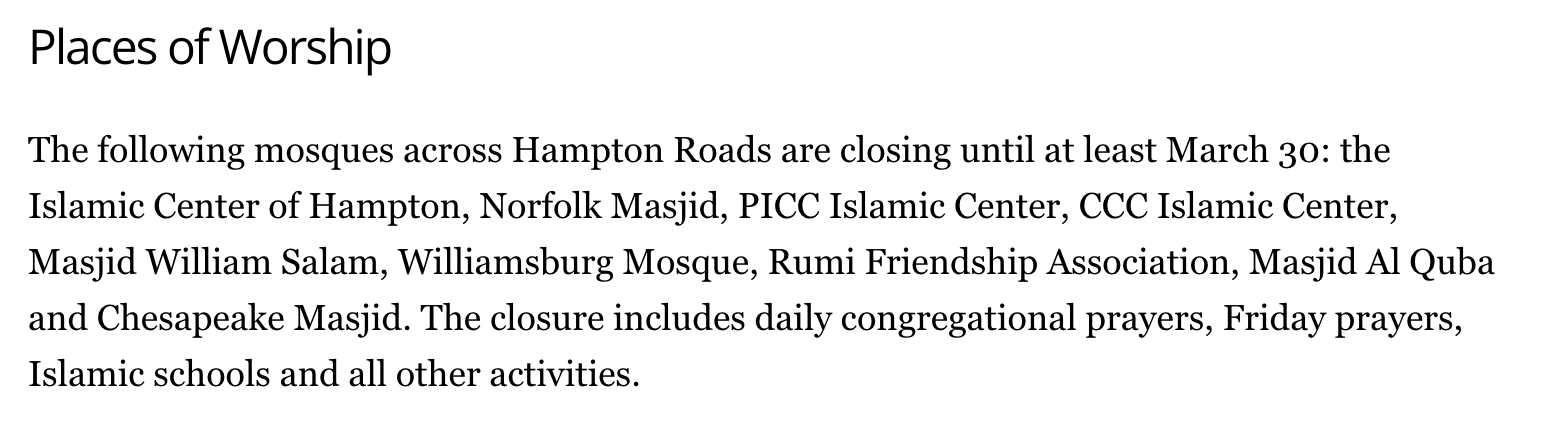 Places of Worship
The following mosques across Hampton Roads are closing until at least March 30: the
Islamic Center of Hampton, Norfolk Masjid, PICC Islamic Center, CCC Islamic Center,
Masjid William Salam, Williamsburg Mosque, Rumi Friendship Association, Masjid Al Quba
and Chesapeake Masjid. The closure includes daily congregational prayers, Friday prayers,
Islamic schools and all other activities.